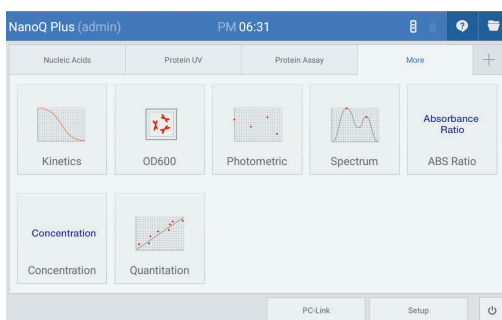 NanoQ Plus (admin) PM 06:31 ?
Nucleic Acids Protein UV Protein Assay More +
Absorbance
Ratio
Kinetics OD600 Photometric Spectrum ABS Ratio
Concentration
Concentration Quantitation
PC-Link Setup